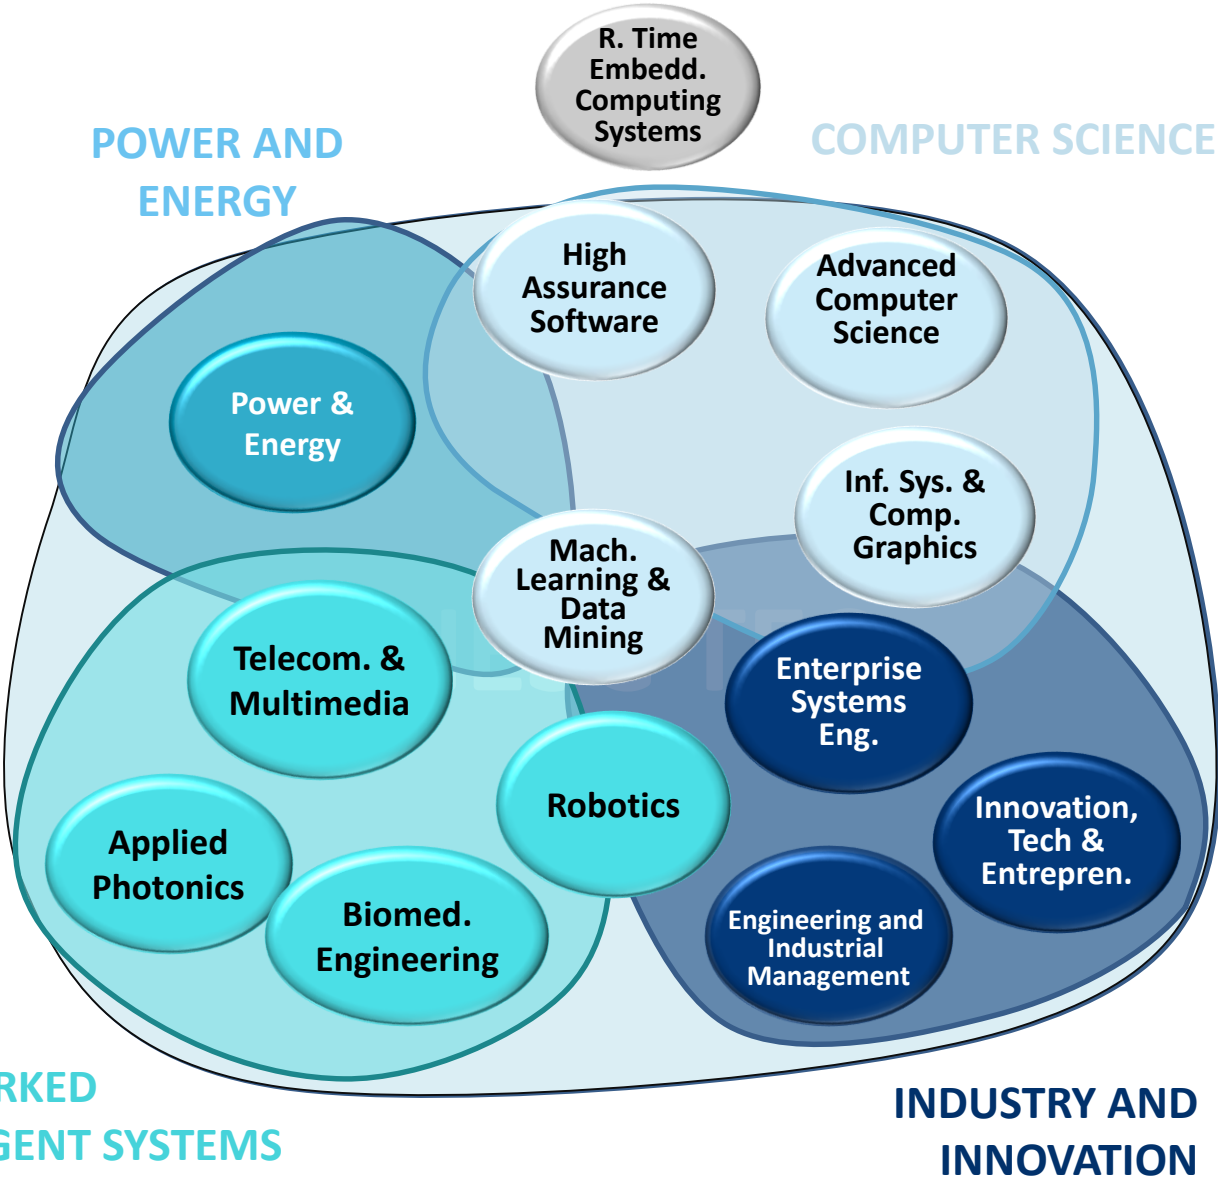 R. Time
Embedd.
Computing
Systems
POWER AND
ENERGY
COMPUTER SCIENCE
High
Assurance
Software
Advanced
Computer
Science
Power &
Energy
Inf. Sys. &
Comp.
Graphics
Mach.
Learning &
Data
Mining
Telecom. &
Multimedia
Enterprise
Systems
Eng.
Robotics
Innovation,
Tech &
Entrepren.
Applied
Photonics
Biomed.
Engineering
Engineering and
Industrial
Management
RKED
GENT SYSTEMS
INDUSTRY AND
INNOVATION